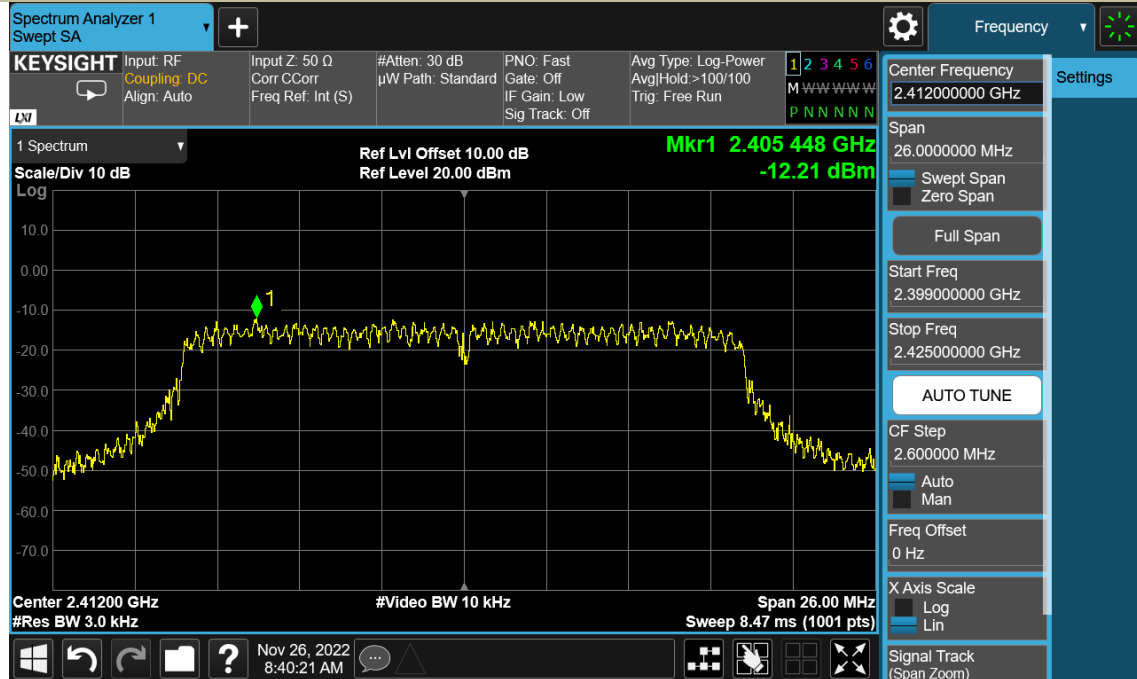 Spectrum Analyzer 1
Swept SA
+
Frequency
KEYSIGHT
LXI
Input: RF
Coupling: DC
Align: Auto
Input Z: 50 Ω
Corr CCorr
Freq Ref: Int (S)
#Atten: 30 dB
µW Path: Standard
PNO: Fast
Gate: Off
IF Gain: Low
Sig Track: Off
Avg Type: Log-Power
Avg|Hold:>100/100
Trig: Free Run
1 2 3 4 5 6
M W W W W W
P N N N N N
1 Spectrum
Scale/Div 10 dB
Ref Lvl Offset 10.00 dB
Ref Level 20.00 dBm
Mkr1 2.405 448 GHz
-12.21 dBm
Log
10.0
0.00
-10.0
-20.0
-30.0
-40.0
-50.0
-60.0
-70.0
1
Center 2.41200 GHz
#Res BW 3.0 kHz
#Video BW 10 kHz
Span 26.00 MHz
Sweep 8.47 ms (1001 pts)
?
Nov 26, 2022
8:40:21 AM
Center Frequency
2.412000000 GHz
Settings
Span
26.0000000 MHz
Swept Span
Zero Span
Full Span
Start Freq
2.399000000 GHz
Stop Freq
2.425000000 GHz
AUTO TUNE
CF Step
2.600000 MHz
Auto
Man
Freq Offset
0 Hz
X Axis Scale
Log
Lin
Signal Track
(Span Zoom)